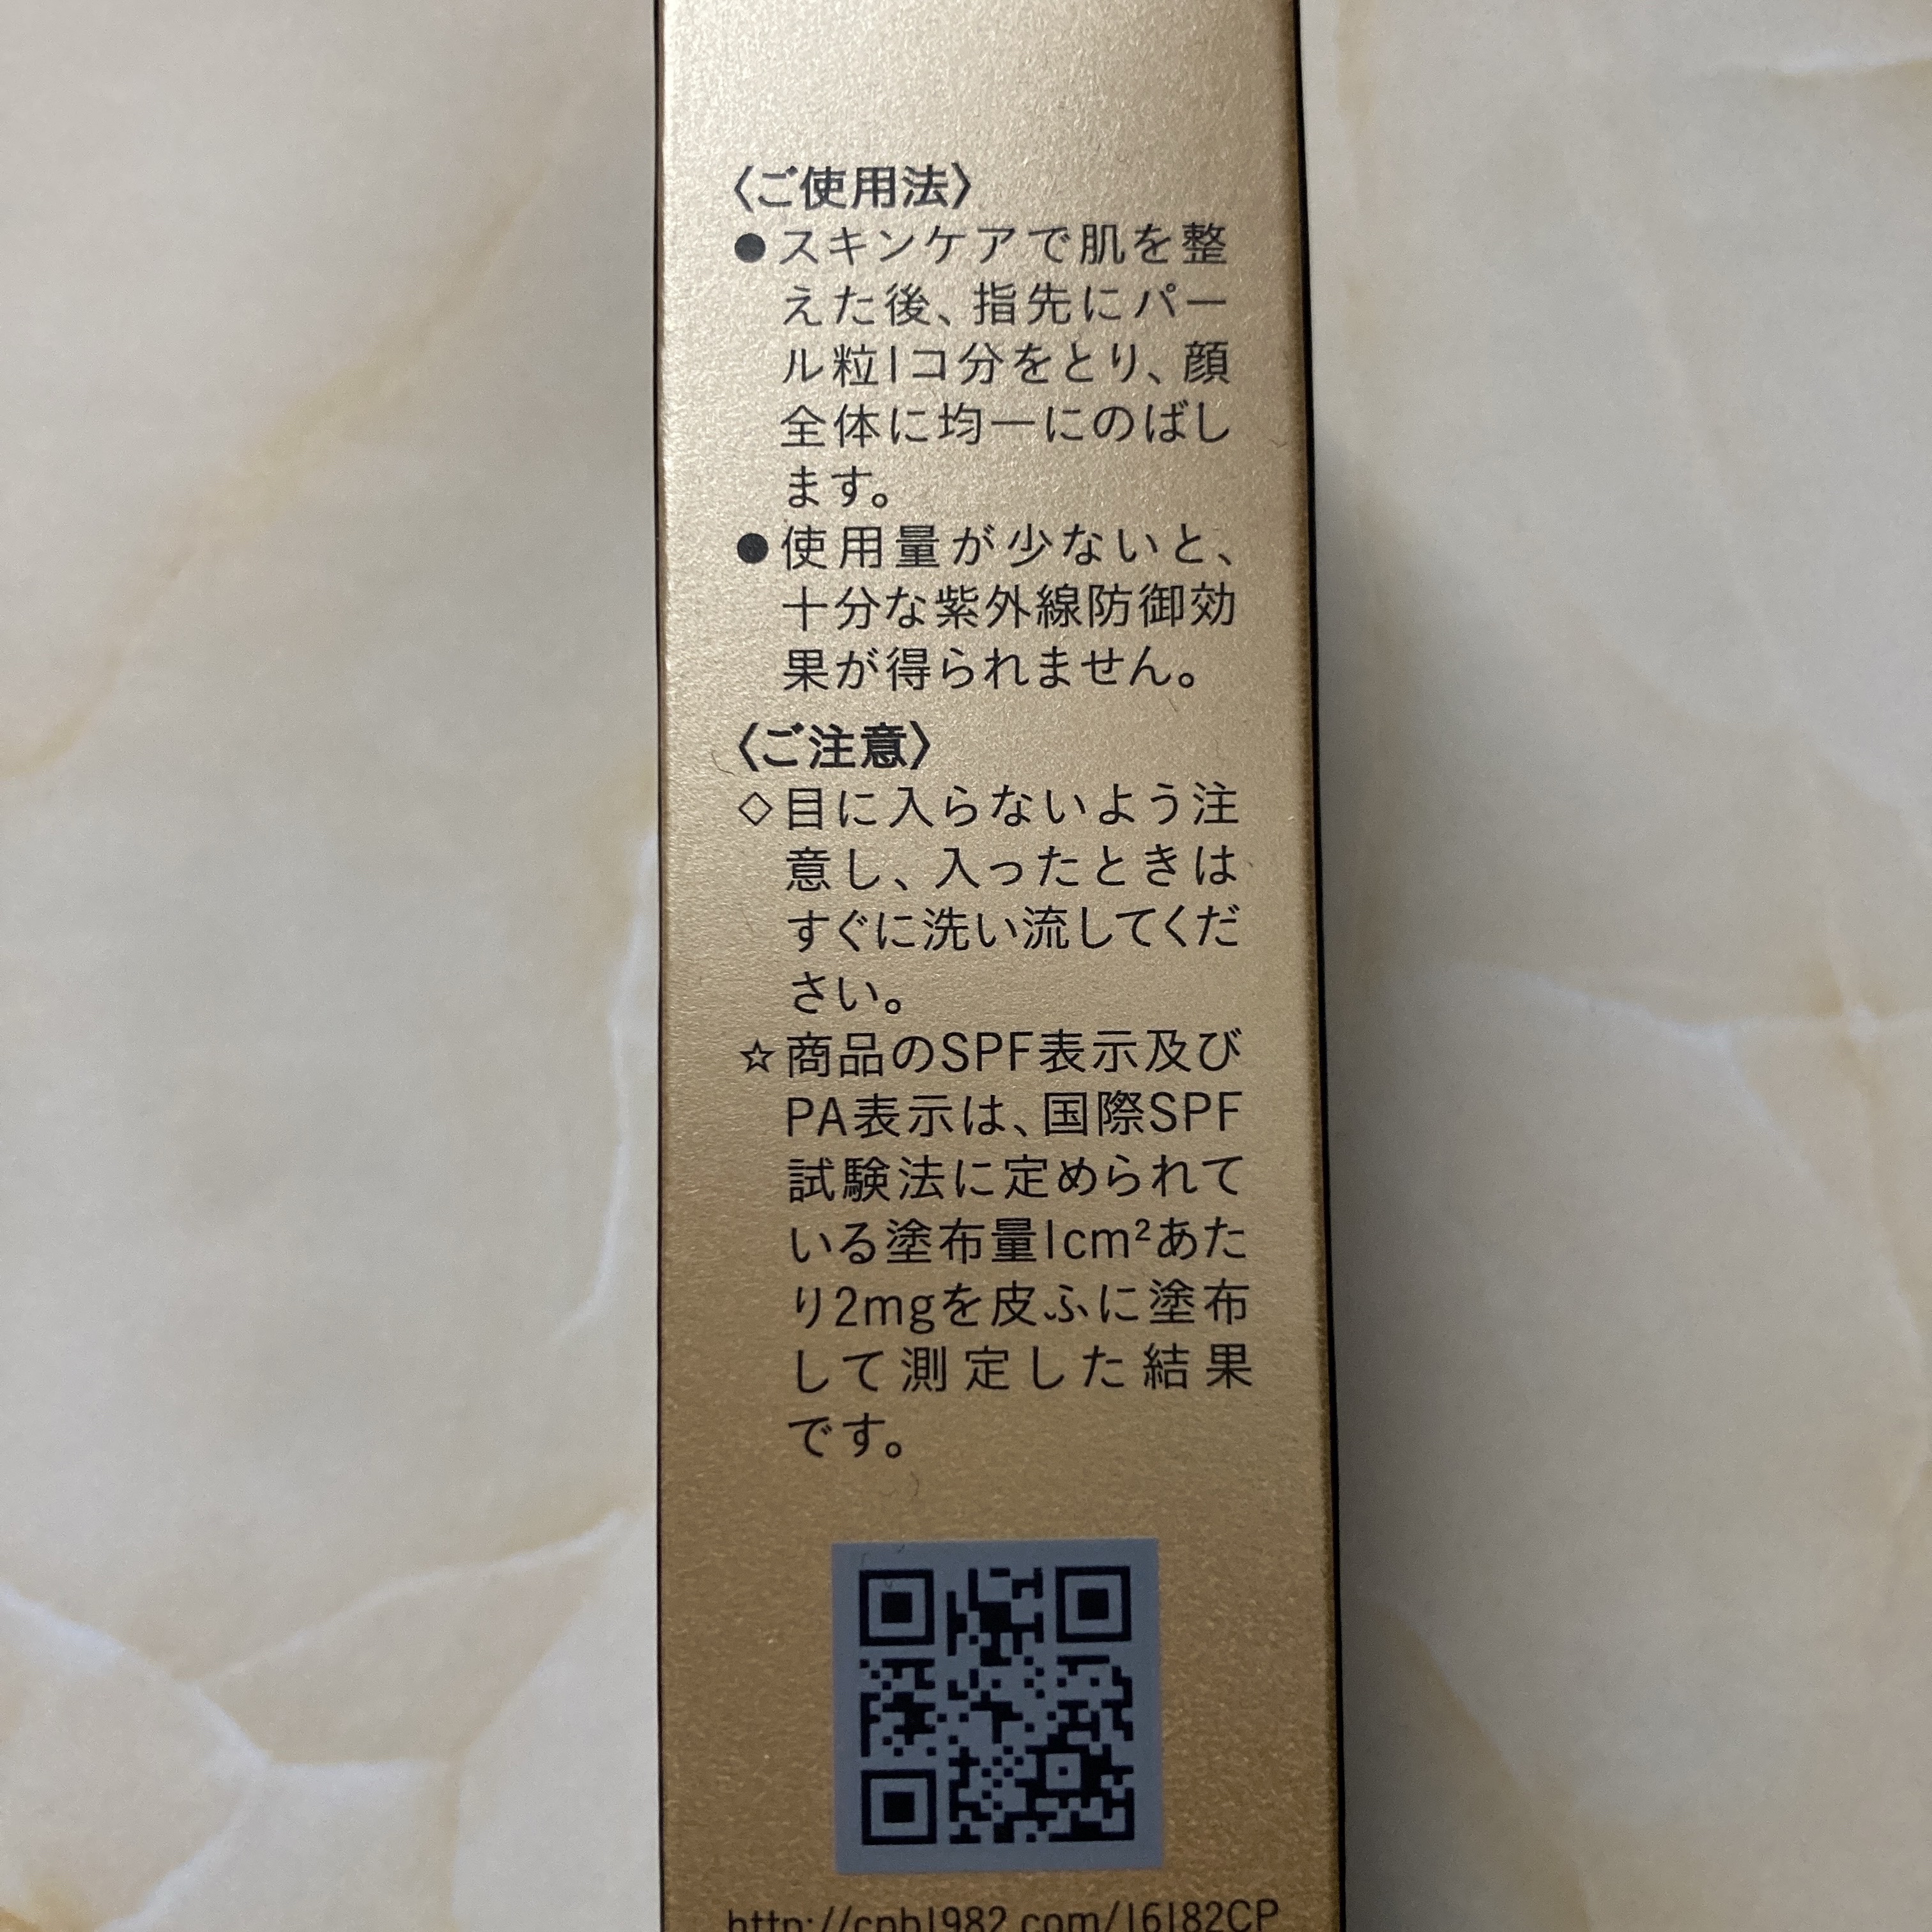 〈ご使用法〉
●スキンケアで肌を整
えた後、指先にパー
ル粒1コ分をとり、顔
全体に均一にのばし
ます。
●使用量が少ないと、
十分な紫外線防御効
果が得られません。
〈ご注意〉
◇目に入らないよう注
意し、入ったときは
すぐに洗い流してくだ
さい。
☆商品のSPF表示及び
PA表示は、国際SPF
試験法に定められて
いる塗布量1cm²あた
り2mgを皮ふに塗布
して測定した結果
です。
http://cpb1982.com/16182CP